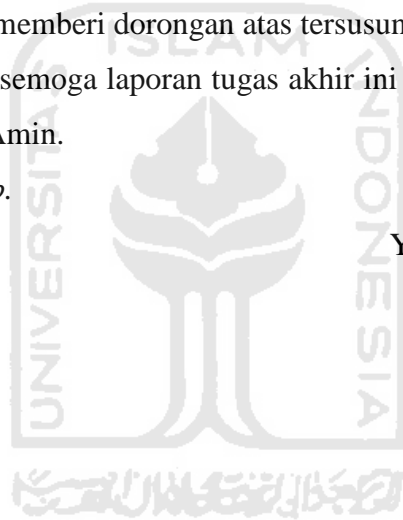 memberi dorongan atas tersusun
semoga laporan tugas akhir ini
Amin.
.
Y
ISLAM
UNIVERSITAS
INDONESIA